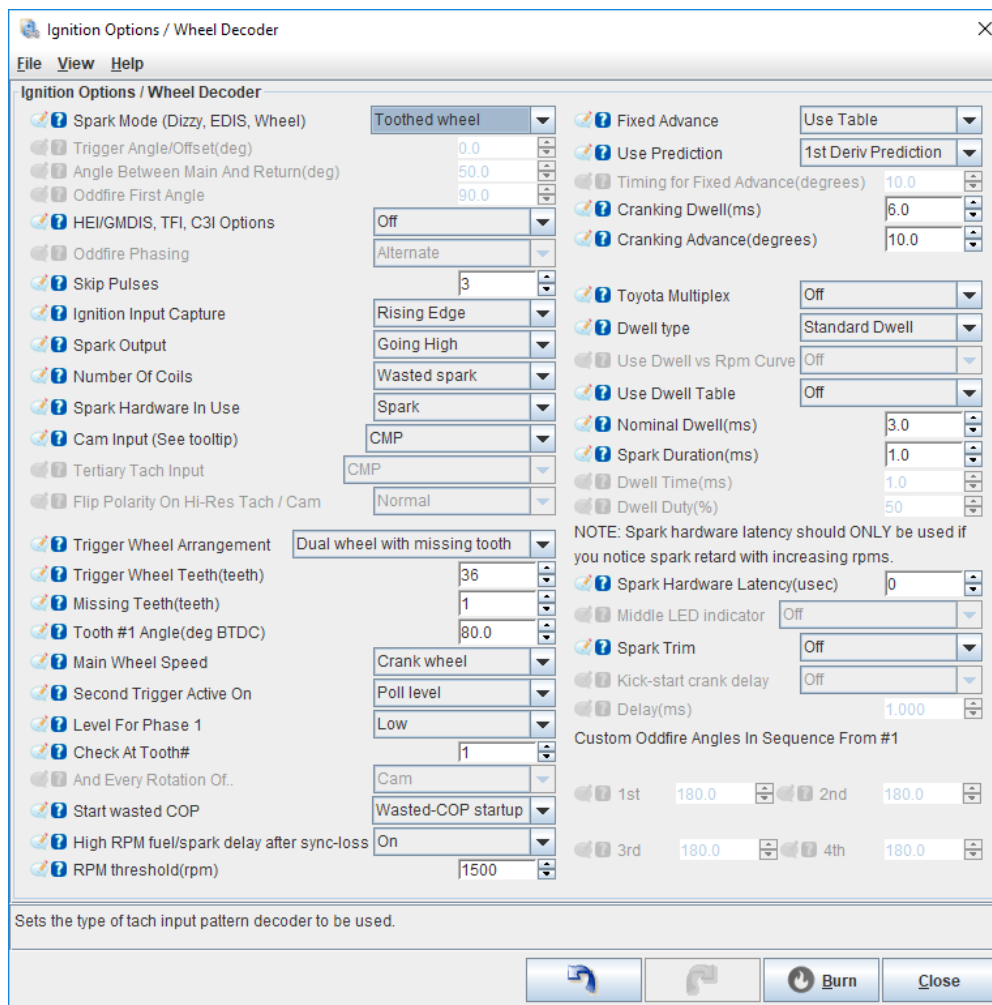 Ignition Options / Wheel Decoder
File View Help
Ignition Options / Wheel Decoder
Spark Mode (Dizzy, EDIS, Wheel) Toothed wheel
Trigger Angle/Offset(deg) 0.0
Angle Between Main And Return(deg) 50.0
Oddfire First Angle 90.0
HEI/GMDIS, TFI, C3I Options Off
Oddfire Phasing Alternate
Skip Pulses 3
Ignition Input Capture Rising Edge
Spark Output Going High
Number Of Coils Wasted spark
Spark Hardware In Use Spark
Cam Input (See tooltip) CMP
Tertiary Tach Input CMP
Flip Polarity On Hi-Res Tach / Cam Normal
Trigger Wheel Arrangement Dual wheel with missing tooth
Trigger Wheel Teeth(teeth) 36
Missing Teeth(teeth) 1
Tooth #1 Angle(deg BTDC) 80.0
Main Wheel Speed Crank wheel
Second Trigger Active On Poll level
Level For Phase 1 Low
Check At Tooth# 1
And Every Rotation Of.. Cam
Start wasted COP Wasted-COP startup
High RPM fuel/spark delay after sync-loss On
RPM threshold(rpm) 1500
Fixed Advance Use Table
Use Prediction 1st Deriv Prediction
Timing for Fixed Advance(degrees) 10.0
Cranking Dwell(ms) 6.0
Cranking Advance(degrees) 10.0
Toyota Multiplex Off
Dwell type Standard Dwell
Use Dwell vs Rpm Curve Off
Use Dwell Table Off
Nominal Dwell(ms) 3.0
Spark Duration(ms) 1.0
Dwell Time(ms) 1.0
Dwell Duty(%) 50
NOTE: Spark hardware latency should ONLY be used if
you notice spark retard with increasing rpms.
Spark Hardware Latency(usec) 0
Middle LED indicator Off
Spark Trim Off
Kick-start crank delay Off
Delay(ms) 1.000
Custom Oddfire Angles In Sequence From #1
1st 180.0 2nd 180.0
3rd 180.0 4th 180.0
Sets the type of tach input pattern decoder to be used.
Burn Close